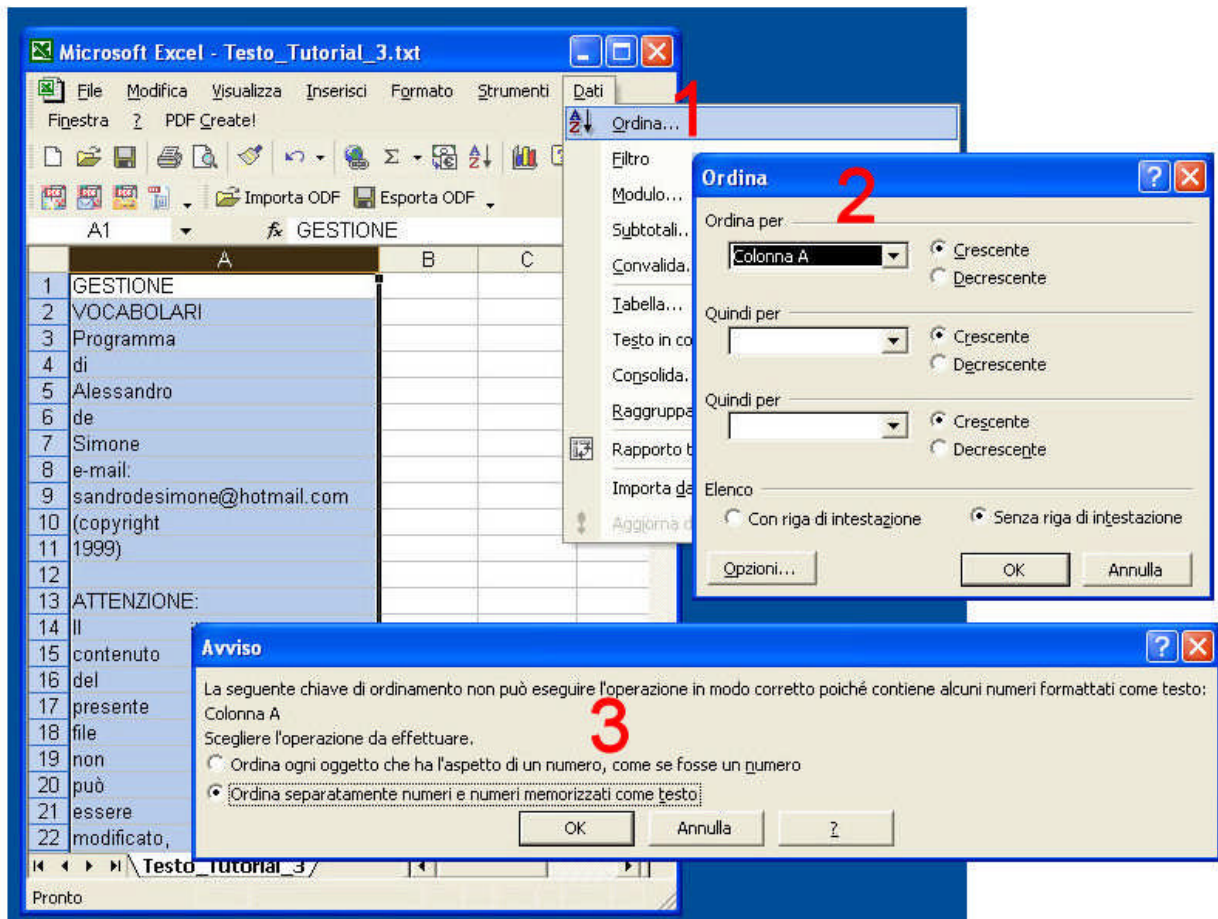 Microsoft Excel - Testo_Tutorial_3.txt
File Modifica Visualizza Inserisci Formato Strumenti Dati
Finestra ? PDF Create!
Importa ODF Esporta ODF
A1 fx GESTIONE
A B C
1 GESTIONE
2 VOCABOLARI
3 Programma
4 di
5 Alessandro
6 de
7 Simone
8 e-mail:
9 sandrodesimone@hotmail.com
10 (copyright
11 1999)
12
13 ATTENZIONE:
14 Il
15 contenuto
16 del
17 presente
18 file
19 non
20 può
21 essere
22 modificato,
Testo_Tutorial_3
Pronto
1
Ordina...
Filtro
Modulo...
Subtotali..
Convalida.
Tabella...
Testo in co
Consolida.
Raggruppa
Rapporto t
Importa da
Aggiorna d
2
Ordina
Ordina per
Colonna A
Crescente
Decrescente
Quindi per
Crescente
Decrescente
Quindi per
Crescente
Decrescente
Elenco
Con riga di intestazione Senza riga di intestazione
Opzioni... OK Annulla
Avviso
La seguente chiave di ordinamento non può eseguire l'operazione in modo corretto poiché contiene alcuni numeri formattati come testo:
Colonna A
Scegliere l'operazione da effettuare.
3
Ordina ogni oggetto che ha l'aspetto di un numero, come se fosse un numero
Ordina separatamente numeri e numeri memorizzati come testo
OK Annulla ?